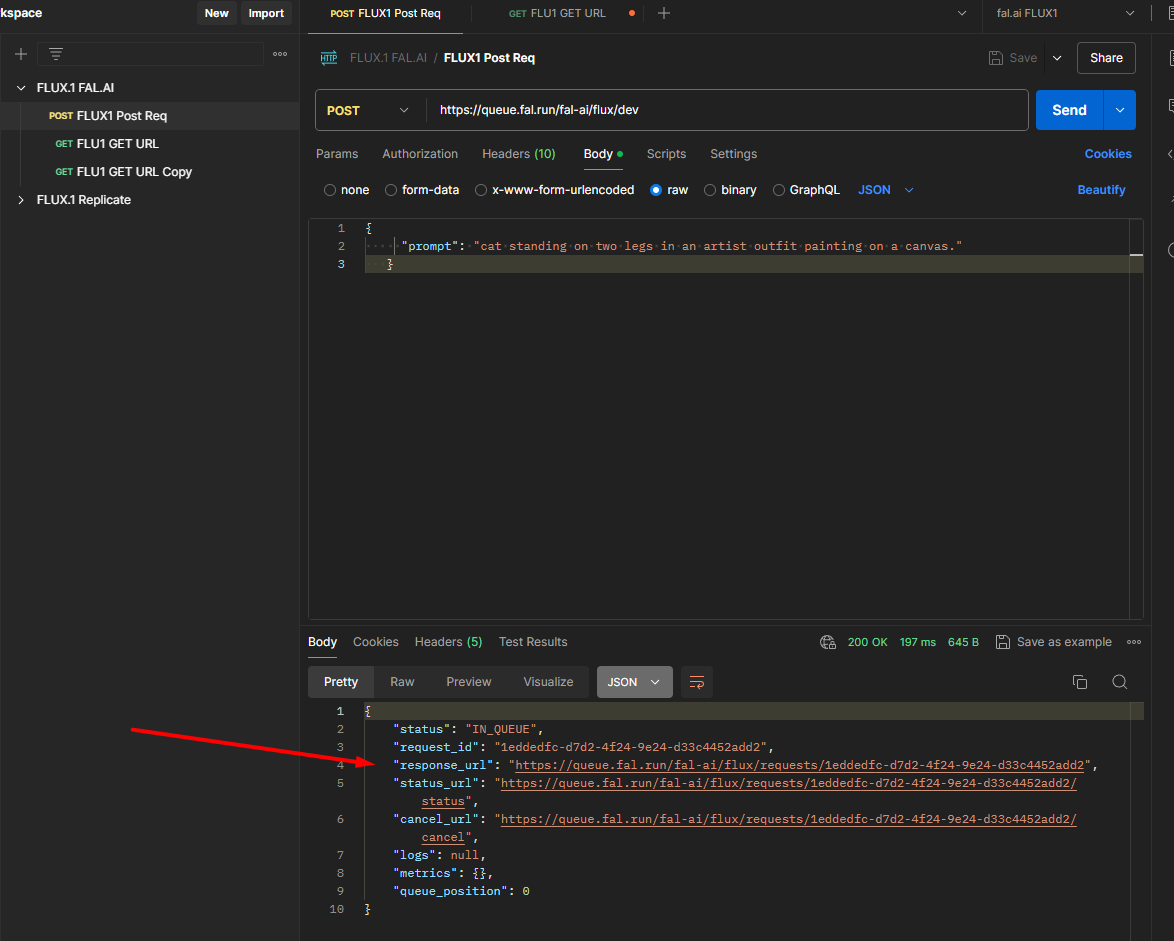 kspace
New
Import
POST FLUX1 Post Req
GET FLU1 GET URL
fal.ai FLUX1
FLUX.1 FAL.AI
POST FLUX1 Post Req
GET FLU1 GET URL
GET FLU1 GET URL Copy
FLUX.1 Replicate
HTTP FLUX.1 FAL.AI / FLUX1 Post Req
Save
Share
POST
https://queue.fal.run/fal-ai/flux/dev
Send
Params Authorization Headers (10) Body Scripts Settings
Cookies
none form-data x-www-form-urlencoded raw binary GraphQL JSON
Beautify
1 {
2 "prompt": "cat standing on two legs in an artist outfit painting on a canvas."
3 }
Body Cookies Headers (5) Test Results
200 OK 197 ms 645 B Save as example
Pretty Raw Preview Visualize JSON
1 {
2 "status": "IN_QUEUE",
3 "request_id": "1eddedfc-d7d2-4f24-9e24-d33c4452add2",
4 "response_url": "https://queue.fal.run/fal-ai/flux/requests/1eddedfc-d7d2-4f24-9e24-d33c4452add2",
5 "status_url": "https://queue.fal.run/fal-ai/flux/requests/1eddedfc-d7d2-4f24-9e24-d33c4452add2/
status",
6 "cancel_url": "https://queue.fal.run/fal-ai/flux/requests/1eddedfc-d7d2-4f24-9e24-d33c4452add2/
cancel",
7 "logs": null,
8 "metrics": {},
9 "queue_position": 0
10 }